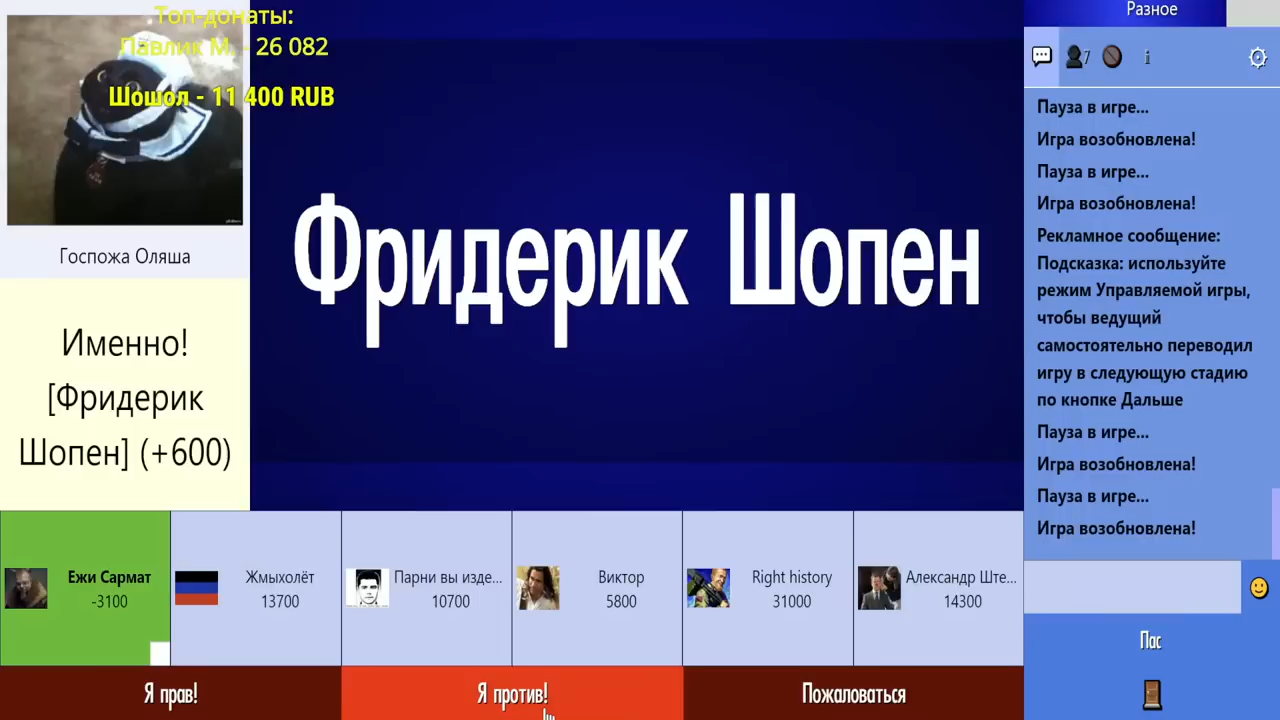 Топ-донаты:
Павлик М. - 26 082
Шошол - 11 400 RUB
Госпожа Оляша
Именно!
[Фридерик
Шопен] (+600)
Фридерик Шопен
Разное
7
i
Пауза в игре...
Игра возобновлена!
Пауза в игре...
Игра возобновлена!
Рекламное сообщение:
Подсказка: используйте
режим Управляемой игры,
чтобы ведущий
самостоятельно переводил
игру в следующую стадию
по кнопке Дальше
Пауза в игре...
Игра возобновлена!
Пауза в игре...
Игра возобновлена!
Ежи Сармат
-3100
Жмыхолёт
13700
Парни вы изде...
10700
Виктор
5800
Right history
31000
Александр Ште...
14300
Пас
Я прав!
Я против!
Пожаловаться